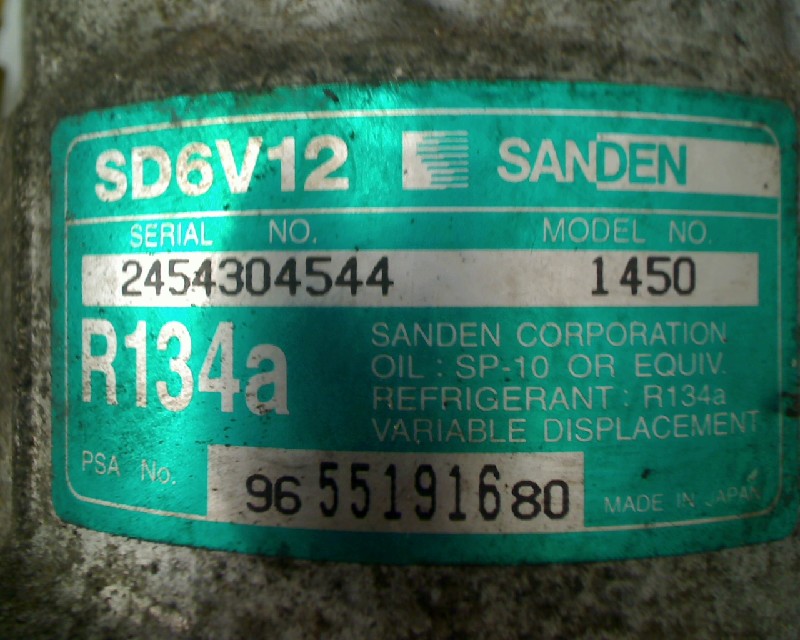 SD6V12 SANDEN
SERIAL NO. MODEL NO.
2454304544 1450
R134a
SANDEN CORPORATION
OIL : SP-10 OR EQUIV.
REFRIGERANT : R134a
VARIABLE DISPLACEMENT
PSA No. 96 551916 80
MADE IN JAPAN